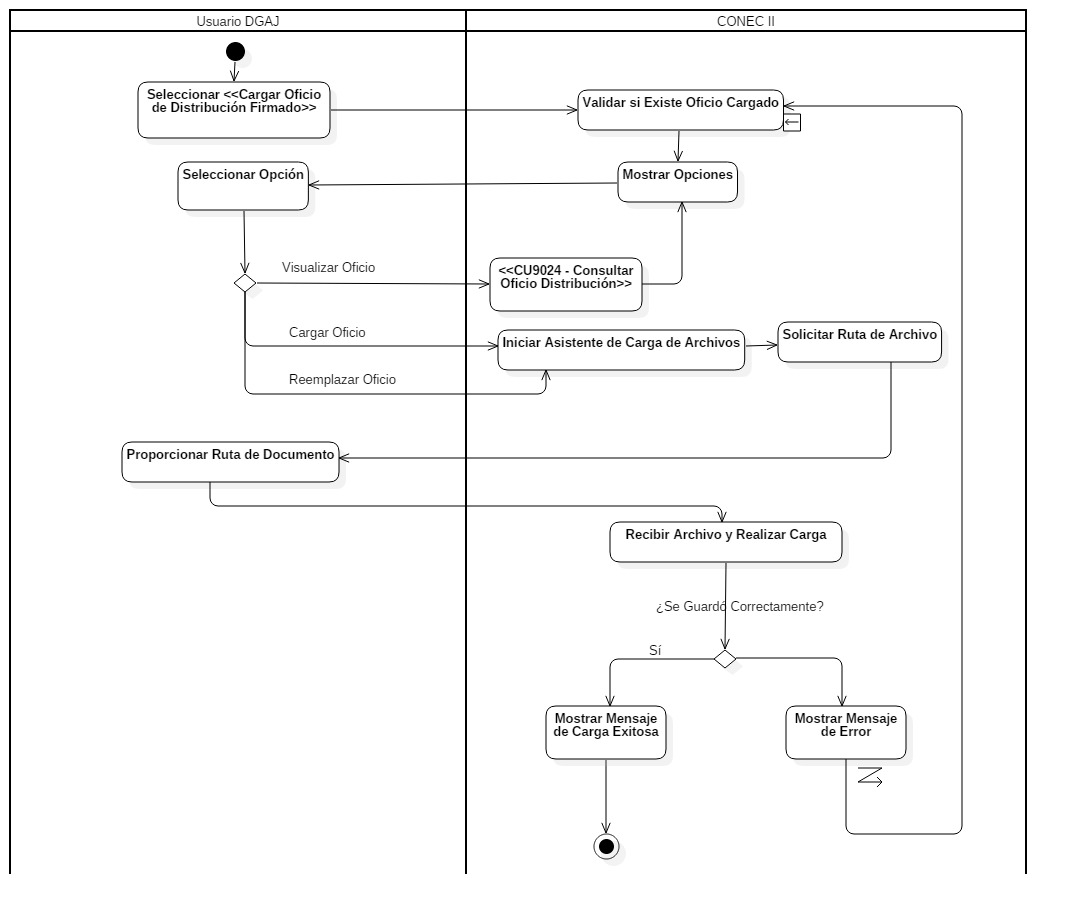 Usuario DGAJ
CONEC II
Seleccionar <<Cargar Oficio
de Distribución Firmado>>
Validar si Existe Oficio Cargado
Seleccionar Opción
Mostrar Opciones
Visualizar Oficio
<<CU9024 - Consultar
Oficio Distribución>>
Cargar Oficio
Iniciar Asistente de Carga de Archivos
Solicitar Ruta de Archivo
Reemplazar Oficio
Proporcionar Ruta de Documento
Recibir Archivo y Realizar Carga
¿Se Guardó Correctamente?
Sí
Mostrar Mensaje
de Carga Exitosa
Mostrar Mensaje
de Error